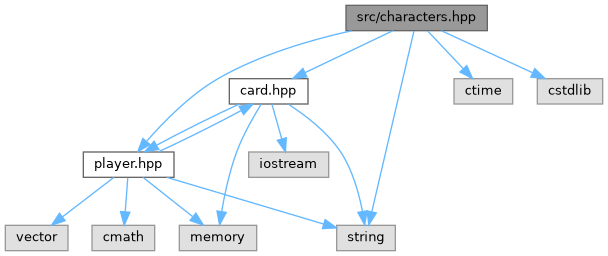 src/characters.hpp
card.hpp
ctime
cstdlib
player.hpp
iostream
vector
cmath
memory
string